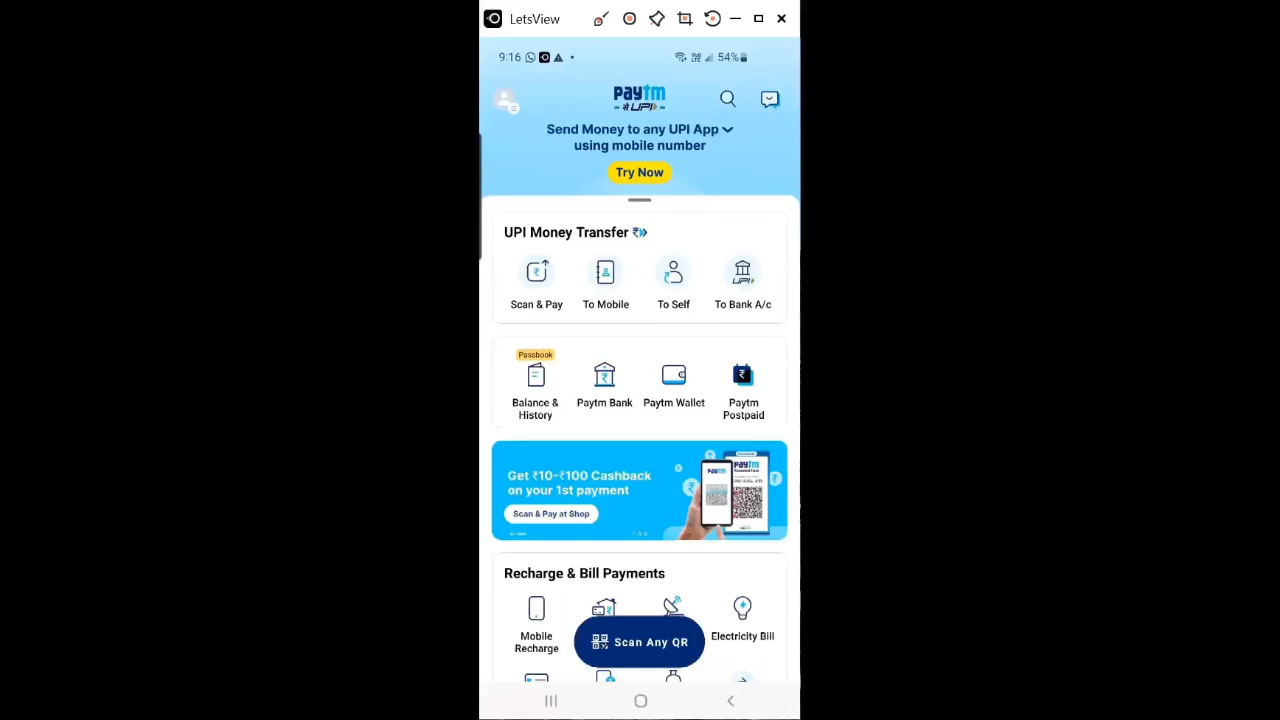 LetsView
9:16
54%
paytm
UPI
Send Money to any UPI App
using mobile number
Try Now
UPI Money Transfer
Scan & Pay
To Mobile
To Self
To Bank A/c
Passbook
Balance &
History
Paytm Bank
Paytm Wallet
Paytm
Postpaid
Get ₹10-₹100 Cashback
on your 1st payment
Scan & Pay at Shop
paytm
paytm
Recharge & Bill Payments
Mobile
Recharge
Electricity Bill
Scan Any QR